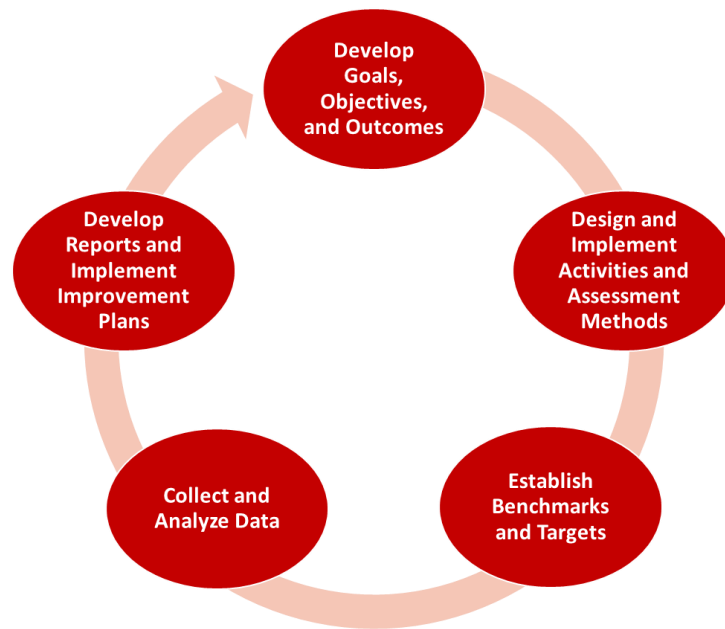 Develop
Goals,
Objectives,
and Outcomes
Design and
Implement
Activities and
Assessment
Methods
Establish
Benchmarks
and Targets
Collect and
Analyze Data
Develop
Reports and
Implement
Improvement
Plans